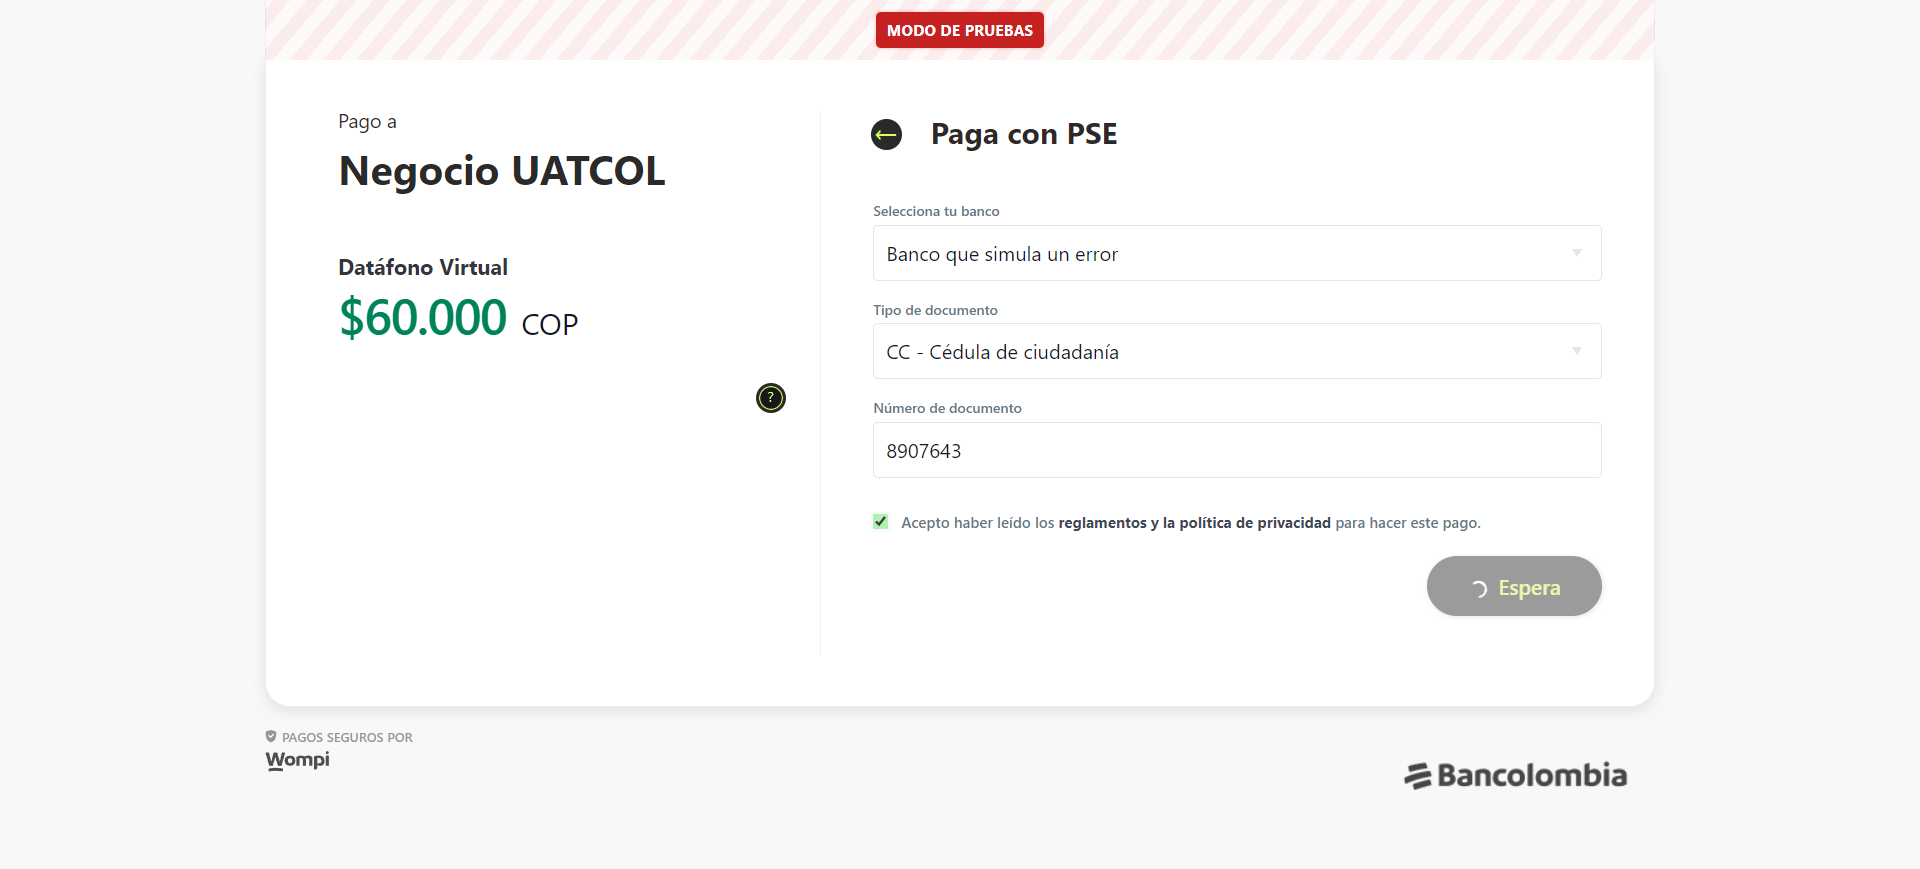 MODO DE PRUEBAS
Pago a
Negocio UATCOL
Datáfono Virtual
$60.000 COP
?
Paga con PSE
Selecciona tu banco
Banco que simula un error
Tipo de documento
CC - Cédula de ciudadanía
Número de documento
8907643
Acepto haber leído los reglamentos y la política de privacidad para hacer este pago.
Espera
PAGOS SEGUROS POR
Wompi
Bancolombia